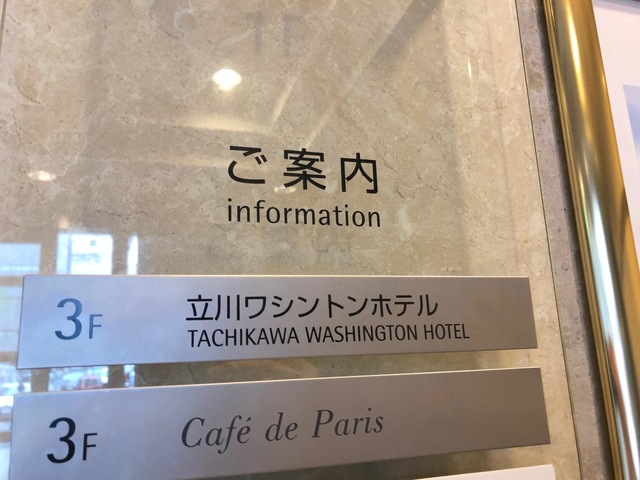 ご案内
information
3F 立川ワシントンホテル
TACHIKAWA WASHINGTON HOTEL
3F Café de Paris